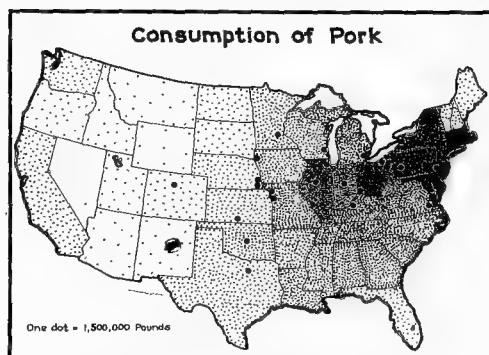 Consumption of Pork
One dot = 1,500,000 Pounds